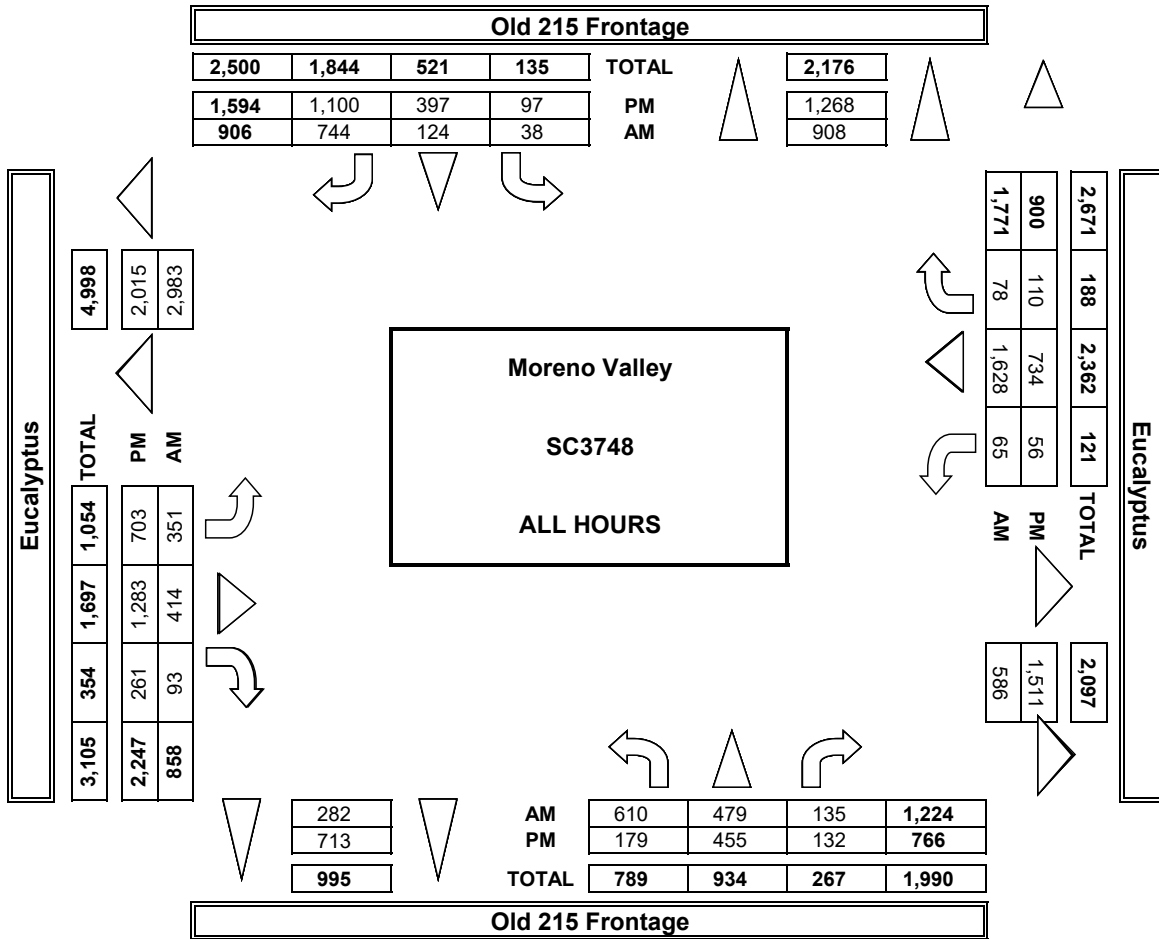 Old 215 Frontage
2,500 1,844 521 135 TOTAL 2,176
1,594 1,100 397 97 PM 1,268
906 744 124 38 AM 908
Eucalyptus
4,998
2,015
2,983
TOTAL 1,054 1,697 354 3,105
PM 703 1,283 261 2,247
AM 351 414 93 858
Moreno Valley
SC3748
ALL HOURS
2,671 188 2,362 121 TOTAL 2,097
900 110 734 56 PM 1,511
1,771 78 1,628 65 AM 586
Eucalyptus
282 AM 610 479 135 1,224
713 PM 179 455 132 766
995 TOTAL 789 934 267 1,990
Old 215 Frontage